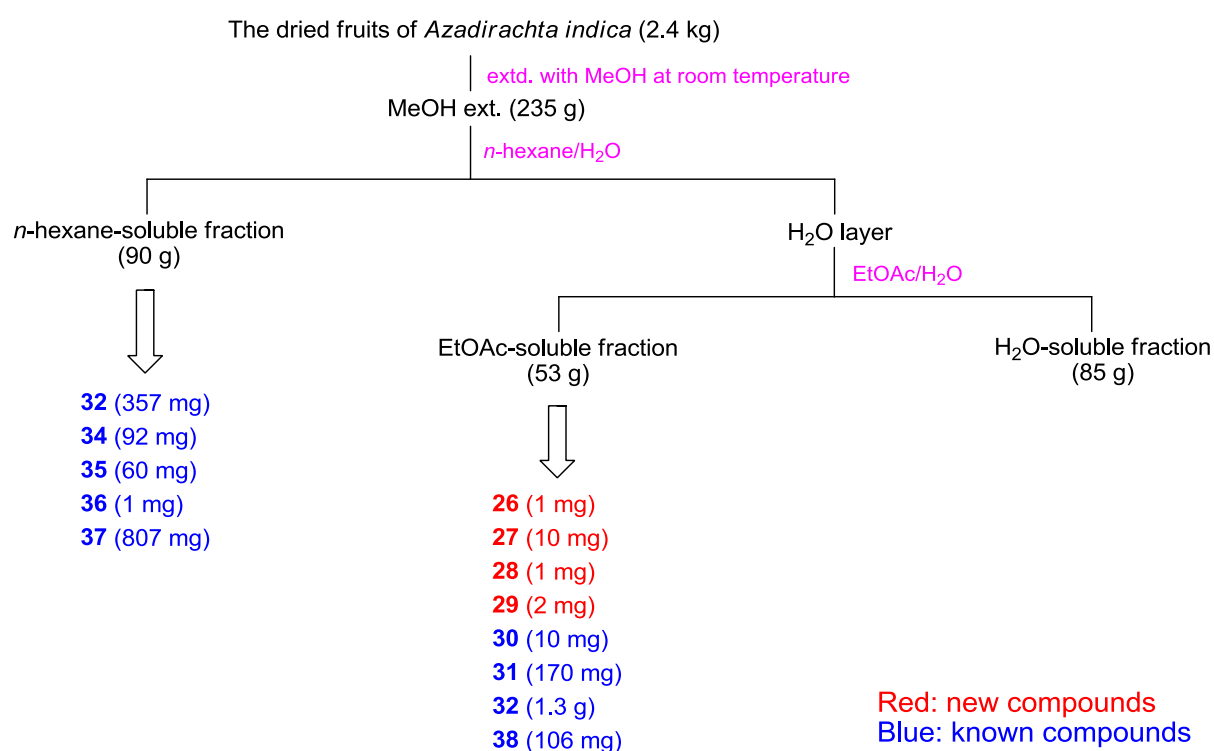 The dried fruits of Azadirachta indica (2.4 kg)
extd. with MeOH at room temperature
MeOH ext. (235 g)
n-hexane/H₂O
n-hexane-soluble fraction
(90 g)
H₂O layer
EtOAc/H₂O
EtOAc-soluble fraction
(53 g)
H₂O-soluble fraction
(85 g)
32 (357 mg)
34 (92 mg)
35 (60 mg)
36 (1 mg)
37 (807 mg)
26 (1 mg)
27 (10 mg)
28 (1 mg)
29 (2 mg)
30 (10 mg)
31 (170 mg)
32 (1.3 g)
38 (106 mg)
Red: new compounds
Blue: known compounds